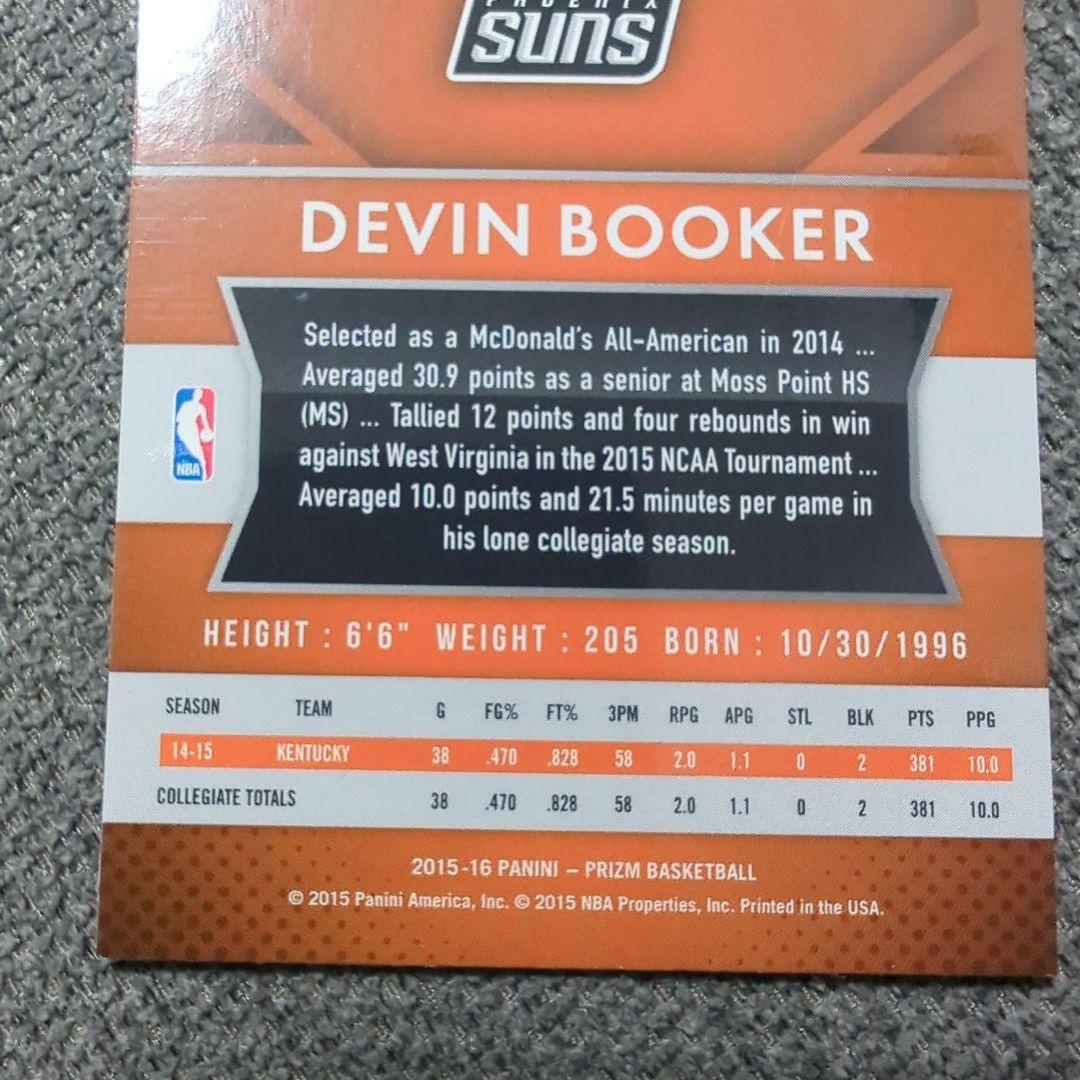 PHOENIX
SUNS
DEVIN BOOKER
Selected as a McDonald's All-American in 2014 ...
Averaged 30.9 points as a senior at Moss Point HS
(MS) ... Tallied 12 points and four rebounds in win
against West Virginia in the 2015 NCAA Tournament ...
Averaged 10.0 points and 21.5 minutes per game in
his lone collegiate season.
NBA
HEIGHT : 6'6" WEIGHT : 205 BORN : 10/30/1996
SEASON TEAM G FG% FT% 3PM RPG APG STL BLK PTS PPG
14-15 KENTUCKY 38 .470 .828 58 2.0 1.1 0 2 381 10.0
COLLEGIATE TOTALS 38 .470 .828 58 2.0 1.1 0 2 381 10.0
2015-16 PANINI – PRIZM BASKETBALL
© 2015 Panini America, Inc. © 2015 NBA Properties, Inc. Printed in the USA.